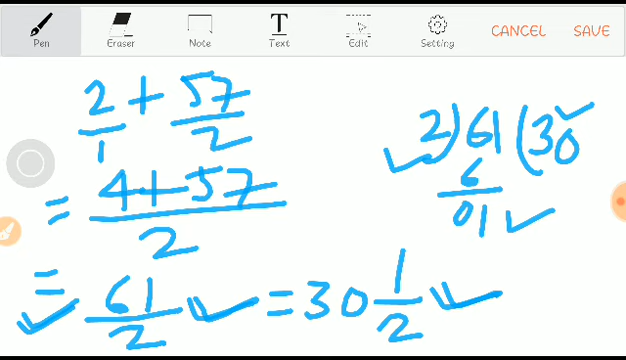 Pen Eraser Note Text Edit Setting CANCEL SAVE
2/1 + 57/2
= 4+57/2
= 61/2 = 30 1/2
2)61(30
6
01